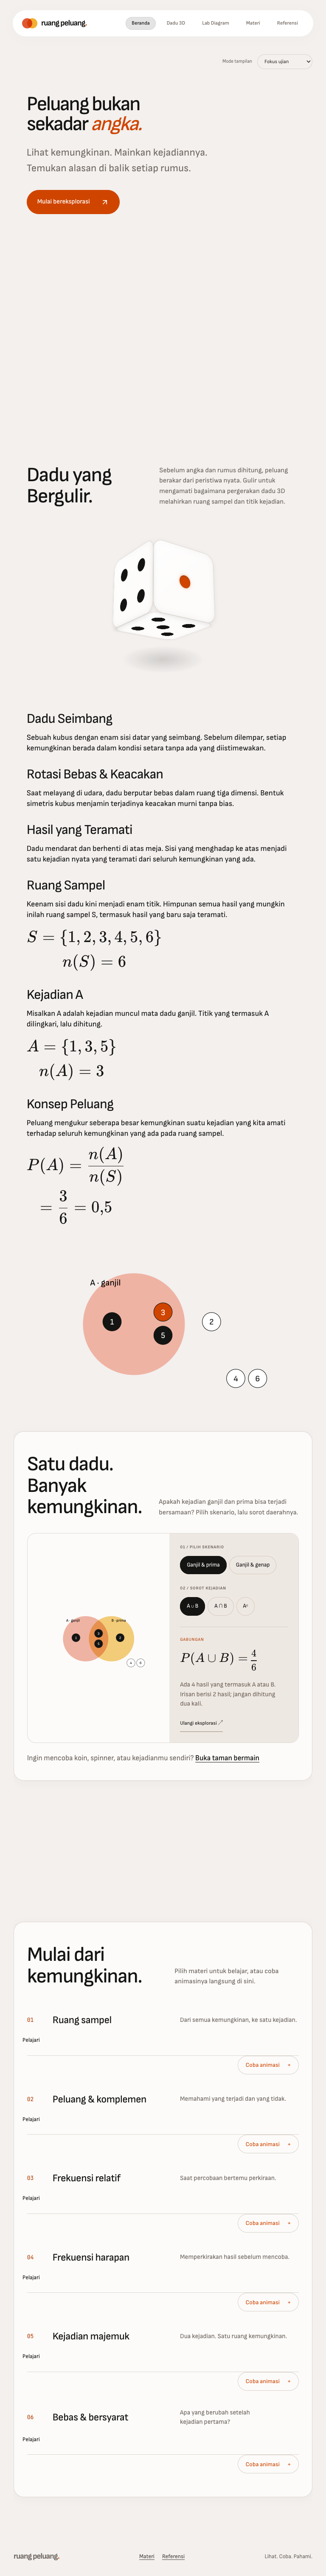 ruang peluang.
Beranda
Dadu 3D
Lab Diagram
Materi
Referensi
Mode tampilan
Fokus ujian
Peluang bukan
sekadar angka.
Lihat kemungkinan. Mainkan kejadiannya.
Temukan alasan di balik setiap rumus.
Mulai bereksplorasi
Dadu yang
Bergulir.
Sebelum angka dan rumus dihitung, peluang
berakar dari peristiwa nyata. Gulir untuk
mengamati bagaimana pergerakan dadu 3D
melahirkan ruang sampel dan titik kejadian.
Dadu Seimbang
Sebuah kubus dengan enam sisi datar yang seimbang. Sebelum dilempar, setiap
kemungkinan berada dalam kondisi setara tanpa ada yang diistimewakan.
Rotasi Bebas & Keacakan
Saat melayang di udara, dadu berputar bebas dalam ruang tiga dimensi. Bentuk
simetris kubus menjamin terjadinya keacakan murni tanpa bias.
Hasil yang Teramati
Dadu mendarat dan berhenti di atas meja. Sisi yang menghadap ke atas menjadi
satu kejadian nyata yang teramati dari seluruh kemungkinan yang ada.
Ruang Sampel
Keenam sisi dadu kini menjadi enam titik. Himpunan semua hasil yang mungkin
inilah ruang sampel S, termasuk hasil yang baru saja teramati.
S = {1, 2, 3, 4, 5, 6}
n(S) = 6
Kejadian A
Misalkan A adalah kejadian muncul mata dadu ganjil. Titik yang termasuk A
dilingkari, lalu dihitung.
A = {1, 3, 5}
n(A) = 3
Konsep Peluang
Peluang mengukur seberapa besar kemungkinan suatu kejadian yang kita amati
terhadap seluruh kemungkinan yang ada pada ruang sampel.
P(A) = n(A)/n(S)
= 3/6 = 0,5
A · ganjil
1
3
5
2
4
6
Satu dadu.
Banyak
kemungkinan.
Apakah kejadian ganjil dan prima bisa terjadi
bersamaan? Pilih skenario, lalu sorot daerahnya.
A · ganjil
B · prima
1
3
5
2
4
6
01 / PILIH SKENARIO
Ganjil & prima
Ganjil & genap
02 / SOROT KEJADIAN
A ∪ B
A ∩ B
Aᶜ
GABUNGAN
P(A ∪ B) = 4/6
Ada 4 hasil yang termasuk A atau B.
Irisan berisi 2 hasil; jangan dihitung
dua kali.
Ulangi eksplorasi
Ingin mencoba koin, spinner, atau kejadianmu sendiri? Buka taman bermain
Mulai dari
kemungkinan.
Pilih materi untuk belajar, atau coba
animasinya langsung di sini.
01
Ruang sampel
Dari semua kemungkinan, ke satu kejadian.
Pelajari
Coba animasi +
02
Peluang & komplemen
Memahami yang terjadi dan yang tidak.
Pelajari
Coba animasi +
03
Frekuensi relatif
Saat percobaan bertemu perkiraan.
Pelajari
Coba animasi +
04
Frekuensi harapan
Memperkirakan hasil sebelum mencoba.
Pelajari
Coba animasi +
05
Kejadian majemuk
Dua kejadian. Satu ruang kemungkinan.
Pelajari
Coba animasi +
06
Bebas & bersyarat
Apa yang berubah setelah
kejadian pertama?
Pelajari
Coba animasi +
ruang peluang.
Materi
Referensi
Lihat. Coba. Pahami.